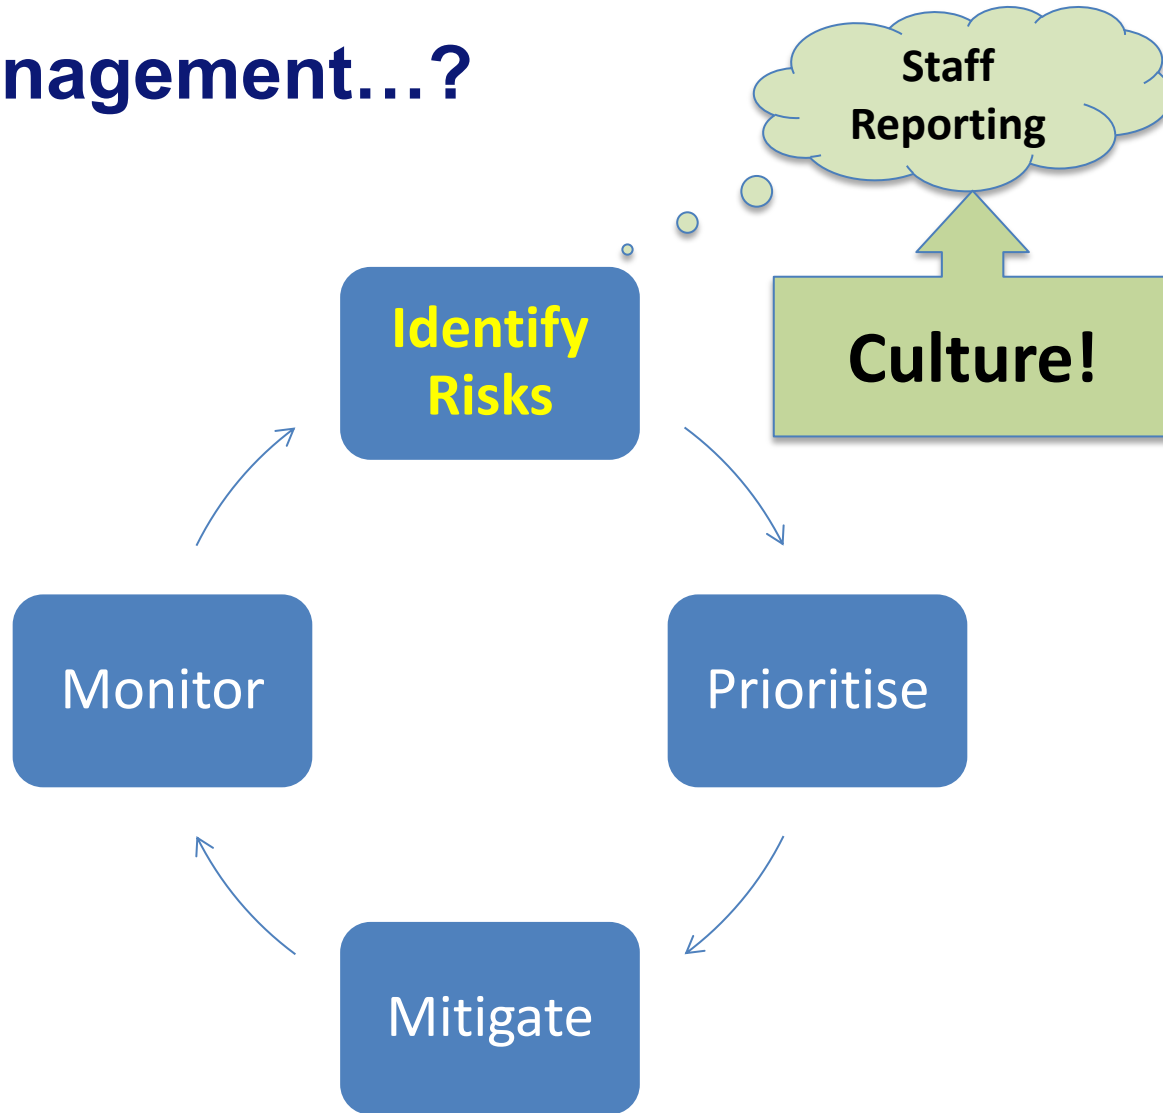 nagement…?
Staff
Reporting
Culture!
Identify
Risks
Monitor
Prioritise
Mitigate